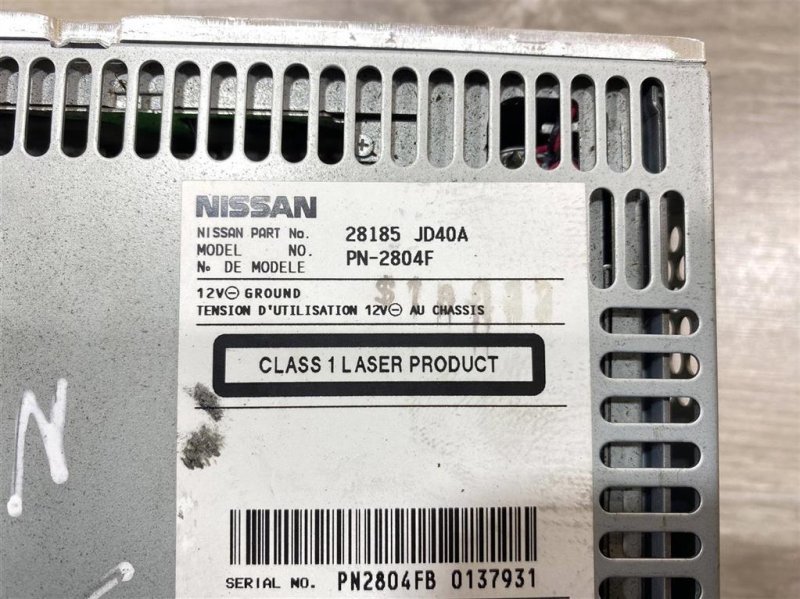 NISSAN
NISSAN PART No. 28185 JD40A
MODEL NO. PN-2804F
No DE MODELE
12V⊖ GROUND
TENSION D'UTILISATION 12V⊖ AU CHASSIS
CLASS 1 LASER PRODUCT
N
SERIAL NO. PN2804FB 0137931